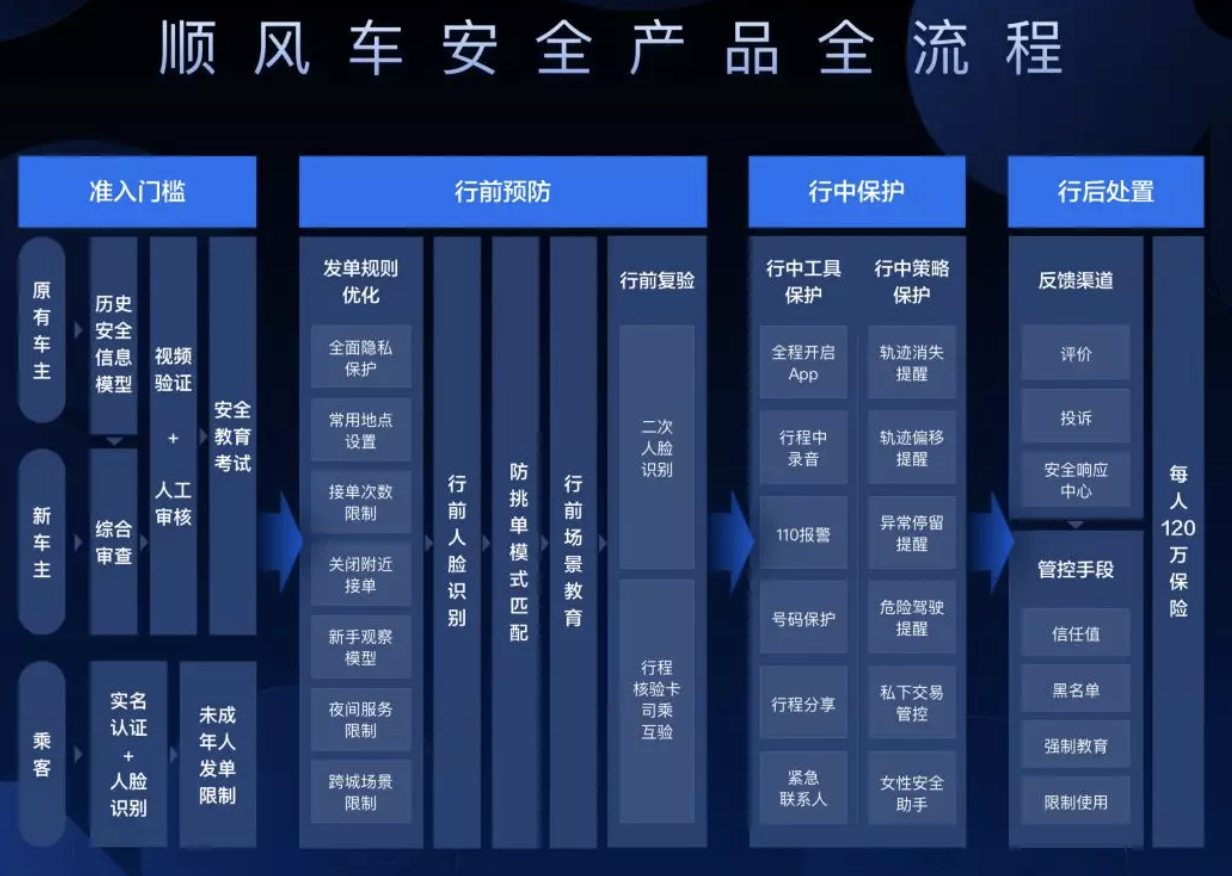 顺风车安全产品全流程
准入门槛
原
有
车
主
历史
安全
信息
模型
新
车
主
综合
审查
视频
验证
+
人工
审核
安全
教育
考试
乘
客
实名
认证
+
人脸
识别
未成
年人
发单
限制
行前预防
发单规则
优化
全面隐私
保护
常用地点
设置
接单次数
限制
关闭附近
接单
新手观察
模型
夜间服务
限制
跨城场景
限制
行
前
人
脸
识
别
防
挑
单
模
式
匹
配
行
前
场
景
教
育
行前复验
二次
人脸
识别
行程
核验卡
司乘
互验
行中保护
行中工具
保护
全程开启
App
行程中
录音
110报警
号码保护
行程分享
紧急
联系人
行中策略
保护
轨迹消失
提醒
轨迹偏移
提醒
异常停留
提醒
危险驾驶
提醒
私下交易
管控
女性安全
助手
行后处置
反馈渠道
评价
投诉
安全响应
中心
管控手段
信任值
黑名单
强制教育
限制使用
每
人
120
万
保
险